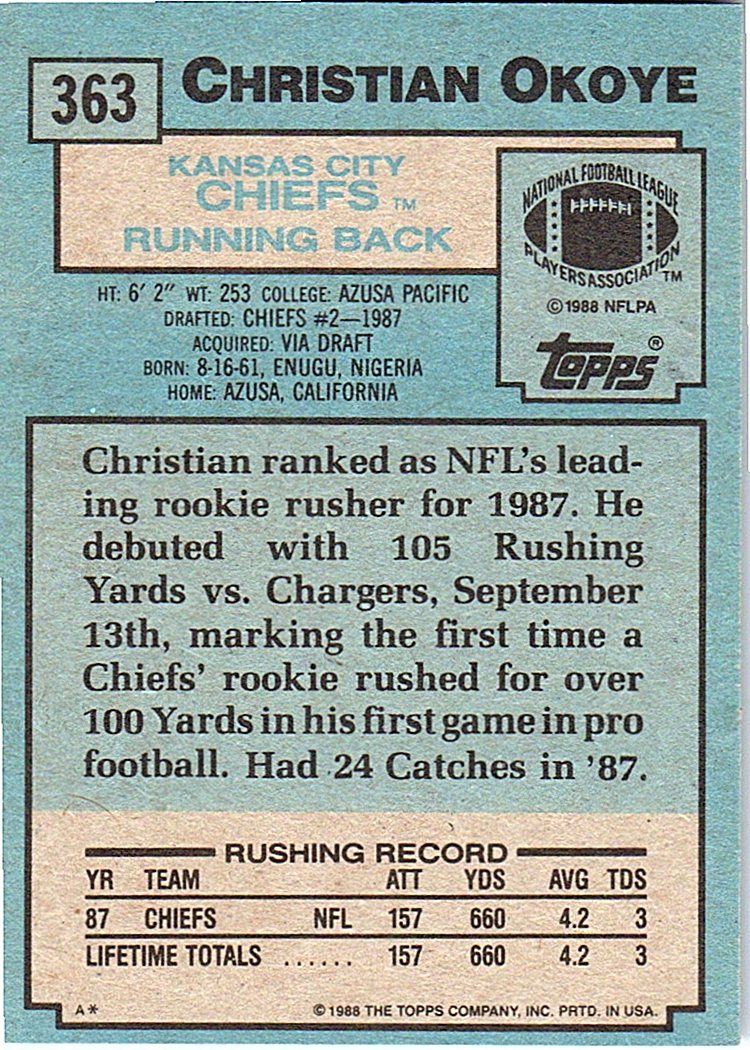 363
CHRISTIAN OKOYE
KANSAS CITY
CHIEFS TM
RUNNING BACK
NATIONAL FOOTBALL LEAGUE
PLAYERS ASSOCIATION TM
©1988 NFLPA
TOPPS ®
HT: 6' 2" WT: 253 COLLEGE: AZUSA PACIFIC
DRAFTED: CHIEFS #2—1987
ACQUIRED: VIA DRAFT
BORN: 8-16-61, ENUGU, NIGERIA
HOME: AZUSA, CALIFORNIA
Christian ranked as NFL's lead-
ing rookie rusher for 1987. He
debuted with 105 Rushing
Yards vs. Chargers, September
13th, marking the first time a
Chiefs' rookie rushed for over
100 Yards in his first game in pro
football. Had 24 Catches in '87.
RUSHING RECORD
YR TEAM ATT YDS AVG TDS
87 CHIEFS NFL 157 660 4.2 3
LIFETIME TOTALS ...... 157 660 4.2 3
A* © 1988 THE TOPPS COMPANY, INC. PRTD. IN USA.